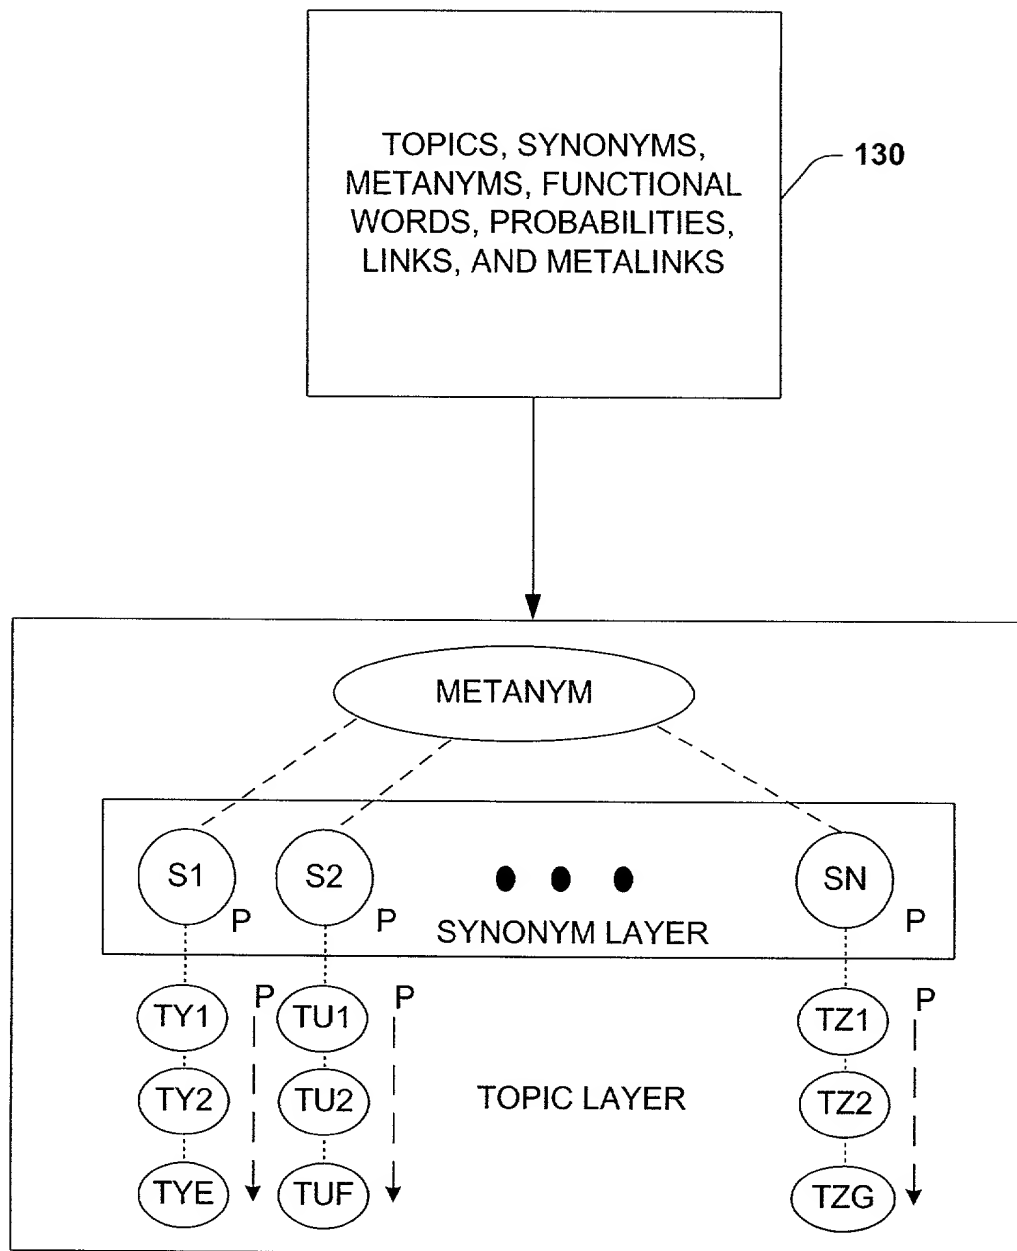 TOPICS, SYNONYMS,
METANYMS, FUNCTIONAL
WORDS, PROBABILITIES,
LINKS, AND METALINKS
130
METANYM
S1 S2 SN
P P P
SYNONYM LAYER
TY1 P TU1 P TZ1 P
TY2 TU2 TOPIC LAYER TZ2
TYE TUF TZG